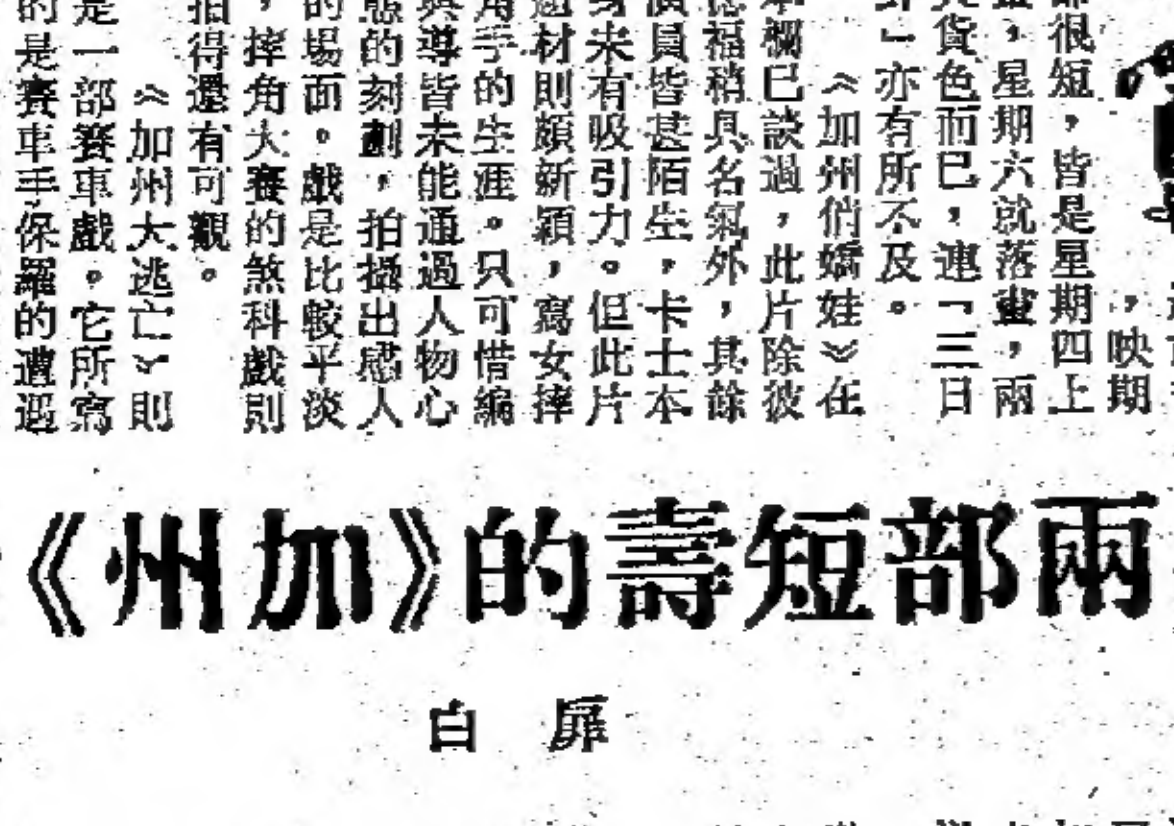 ，映期
部很短，皆是星期四上
畫，星期六就落畫，兩
貨色而已，連「三日
」亦有所不及。
《加州俏嬌娃》在
本欄已談過，此片除彼
德福稍具名氣外，其餘
演員皆甚陌生，卡士本
身未有吸引力。但此片
題材則頗新穎，寫女摔
角手的生涯。只可惜編
與導皆未能通過人物心
態的刻劃，拍攝出感人
的場面。戲是比較平淡
，摔角大賽的煞科戲則
拍得還有可觀。
《加州大逃亡》則
是一部賽車戲。它所寫
的是賽車手保羅的遭遇
兩部短壽的《加州》
扉白